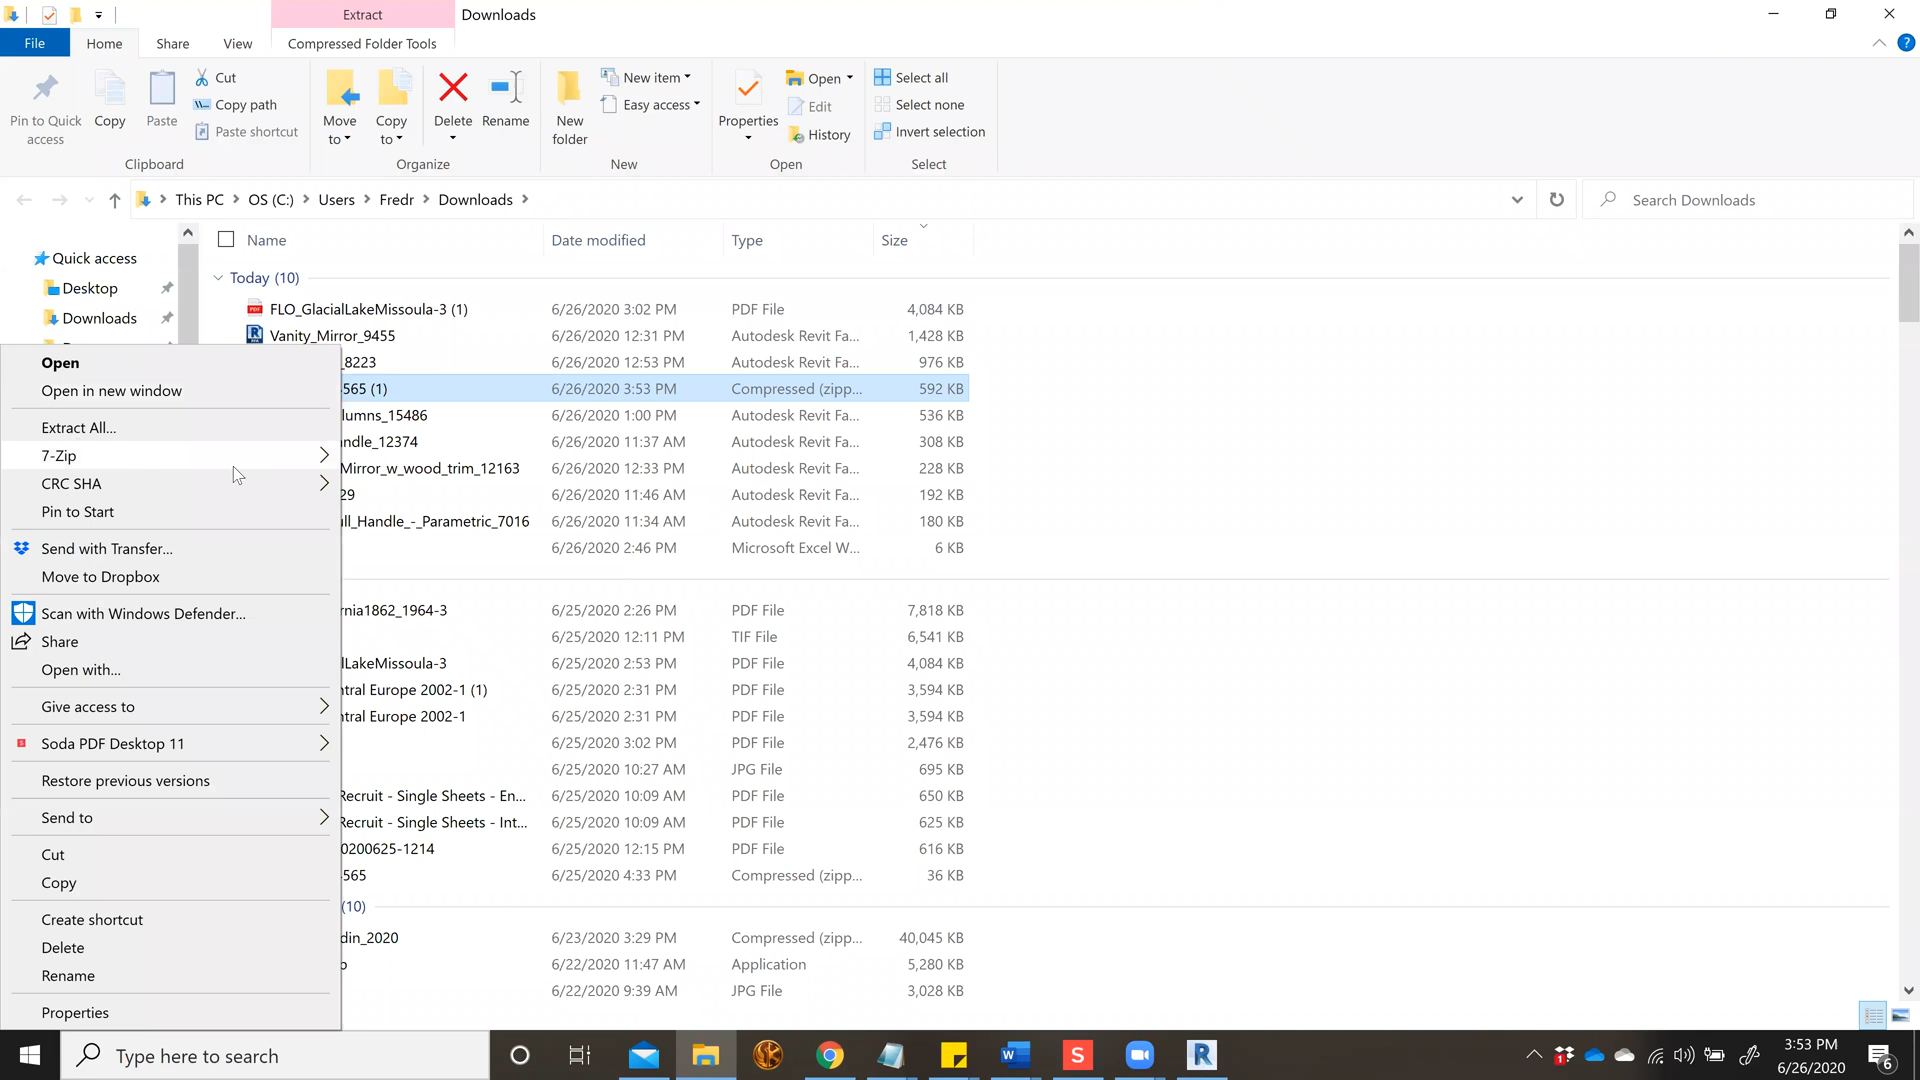 Extract
Downloads
File
Home
Share
View
Compressed Folder Tools
Pin to Quick access
Copy
Paste
Cut
Copy path
Paste shortcut
Clipboard
Move to
Copy to
Delete
Rename
Organize
New folder
New item
Easy access
New
Properties
Open
Edit
History
Open
Select all
Select none
Invert selection
Select
This PC > OS (C:) > Users > Fredr > Downloads >
Search Downloads
Quick access
Desktop
Downloads
Name Date modified Type Size
Today (10)
FLO_GlacialLakeMissoula-3 (1) 6/26/2020 3:02 PM PDF File 4,084 KB
Vanity_Mirror_9455 6/26/2020 12:31 PM Autodesk Revit Fa... 1,428 KB
_8223 6/26/2020 12:53 PM Autodesk Revit Fa... 976 KB
565 (1) 6/26/2020 3:53 PM Compressed (zipp... 592 KB
lumns_15486 6/26/2020 1:00 PM Autodesk Revit Fa... 536 KB
ndle_12374 6/26/2020 11:37 AM Autodesk Revit Fa... 308 KB
Mirror_w_wood_trim_12163 6/26/2020 12:33 PM Autodesk Revit Fa... 228 KB
29 6/26/2020 11:46 AM Autodesk Revit Fa... 192 KB
ull_Handle_-_Parametric_7016 6/26/2020 11:34 AM Autodesk Revit Fa... 180 KB
6/26/2020 2:46 PM Microsoft Excel W... 6 KB
rnia1862_1964-3 6/25/2020 2:26 PM PDF File 7,818 KB
6/25/2020 12:11 PM TIF File 6,541 KB
lLakeMissoula-3 6/25/2020 2:53 PM PDF File 4,084 KB
ntral Europe 2002-1 (1) 6/25/2020 2:31 PM PDF File 3,594 KB
ntral Europe 2002-1 6/25/2020 2:31 PM PDF File 3,594 KB
6/25/2020 3:02 PM PDF File 2,476 KB
6/25/2020 10:27 AM JPG File 695 KB
Recruit - Single Sheets - En... 6/25/2020 10:09 AM PDF File 650 KB
Recruit - Single Sheets - Int... 6/25/2020 10:09 AM PDF File 625 KB
0200625-1214 6/25/2020 12:15 PM PDF File 616 KB
565 6/25/2020 4:33 PM Compressed (zipp... 36 KB
(10)
din_2020 6/23/2020 3:29 PM Compressed (zipp... 40,045 KB
6/22/2020 11:47 AM Application 5,280 KB
6/22/2020 9:39 AM JPG File 3,028 KB
Open
Open in new window
Extract All...
7-Zip
CRC SHA
Pin to Start
Send with Transfer...
Move to Dropbox
Scan with Windows Defender...
Share
Open with...
Give access to
Soda PDF Desktop 11
Restore previous versions
Send to
Cut
Copy
Create shortcut
Delete
Rename
Properties
Type here to search
3:53 PM
6/26/2020
6